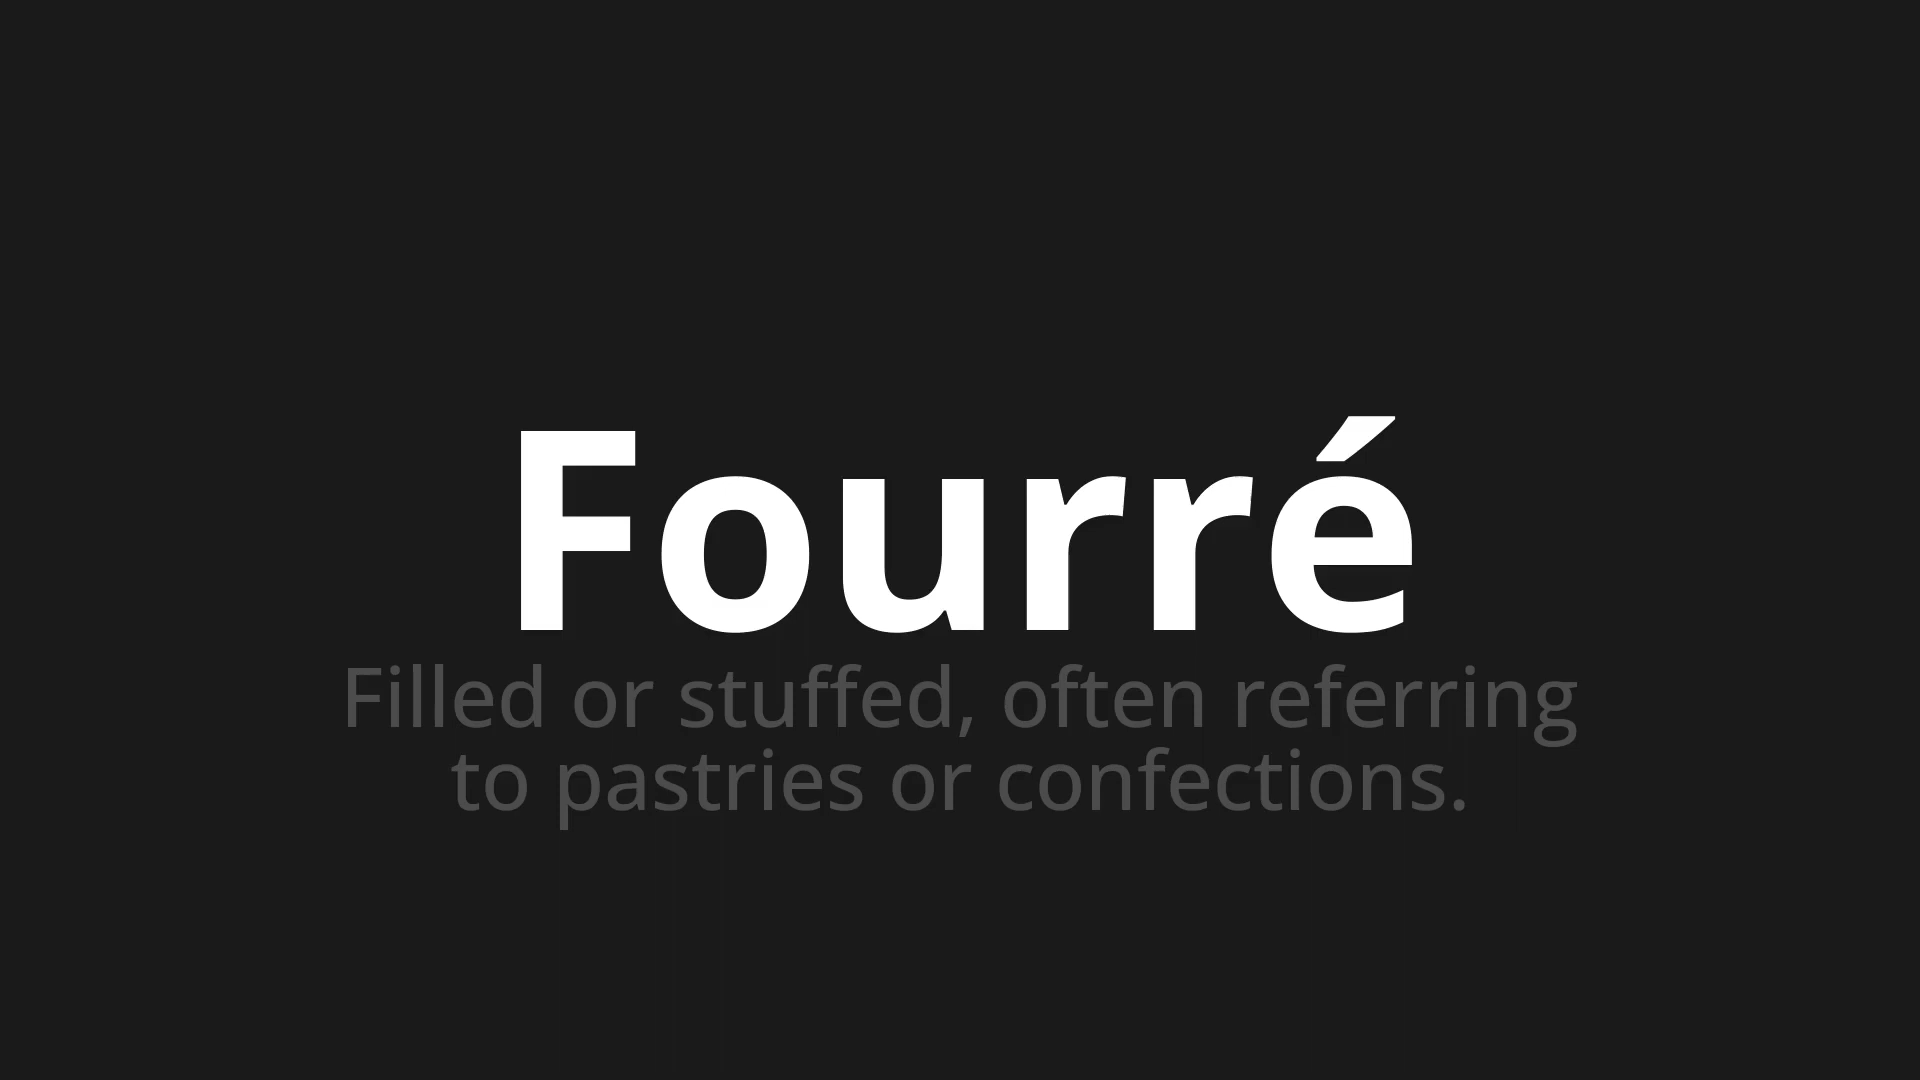 Fourré
Filled or stuffed, often referring
to pastries or confections.